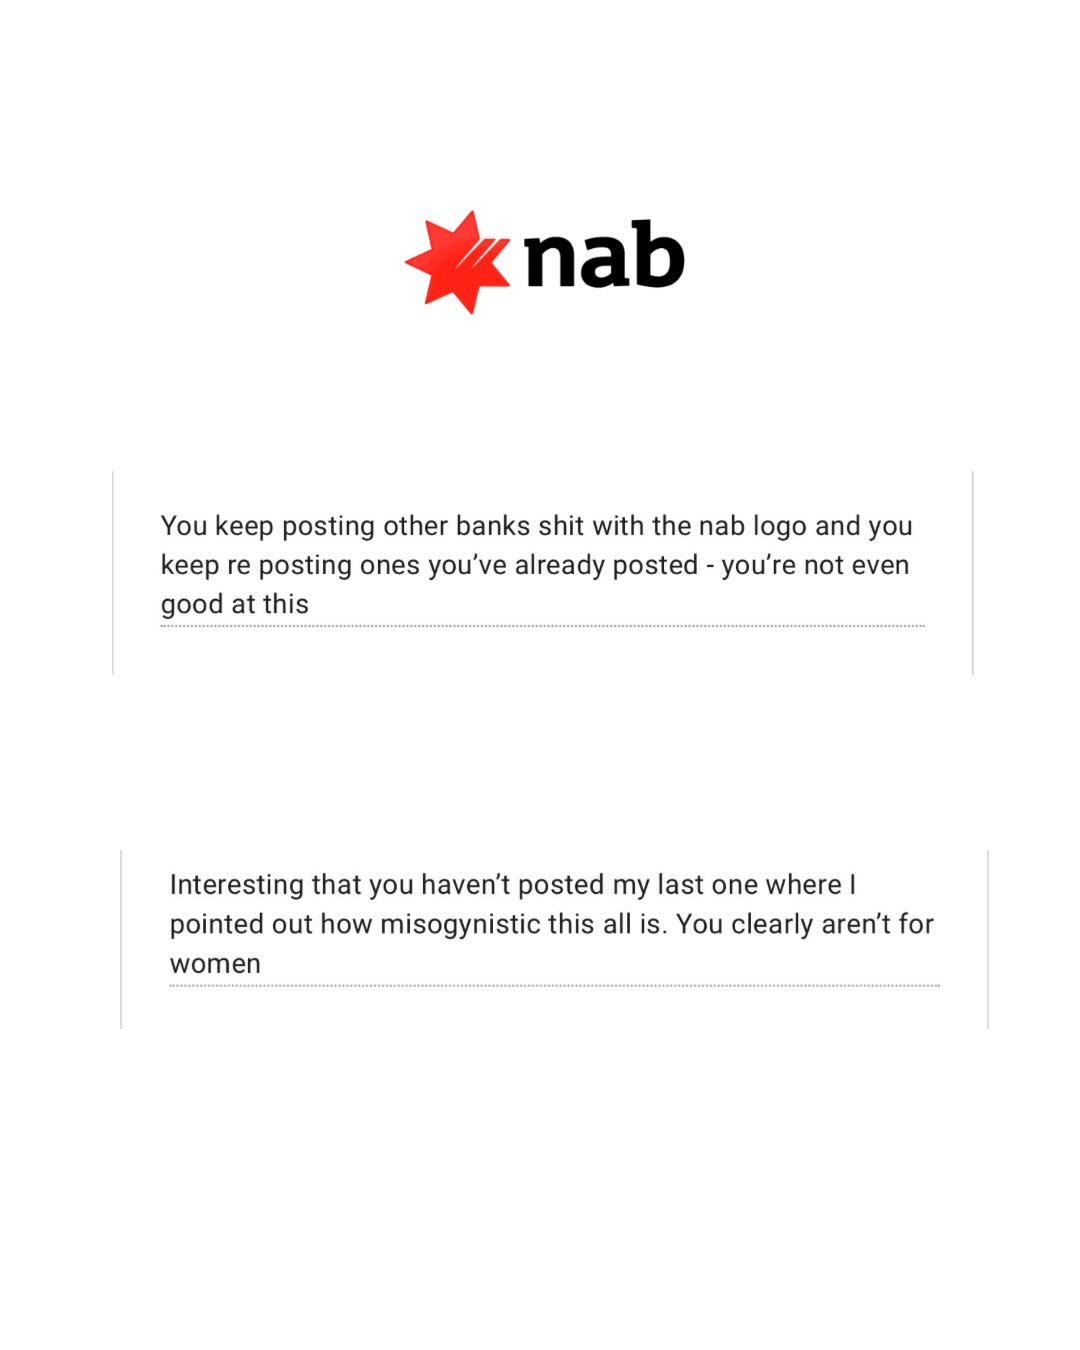 nab
You keep posting other banks shit with the nab logo and you
keep re posting ones you’ve already posted - you’re not even
good at this
Interesting that you haven’t posted my last one where I
pointed out how misogynistic this all is. You clearly aren’t for
women